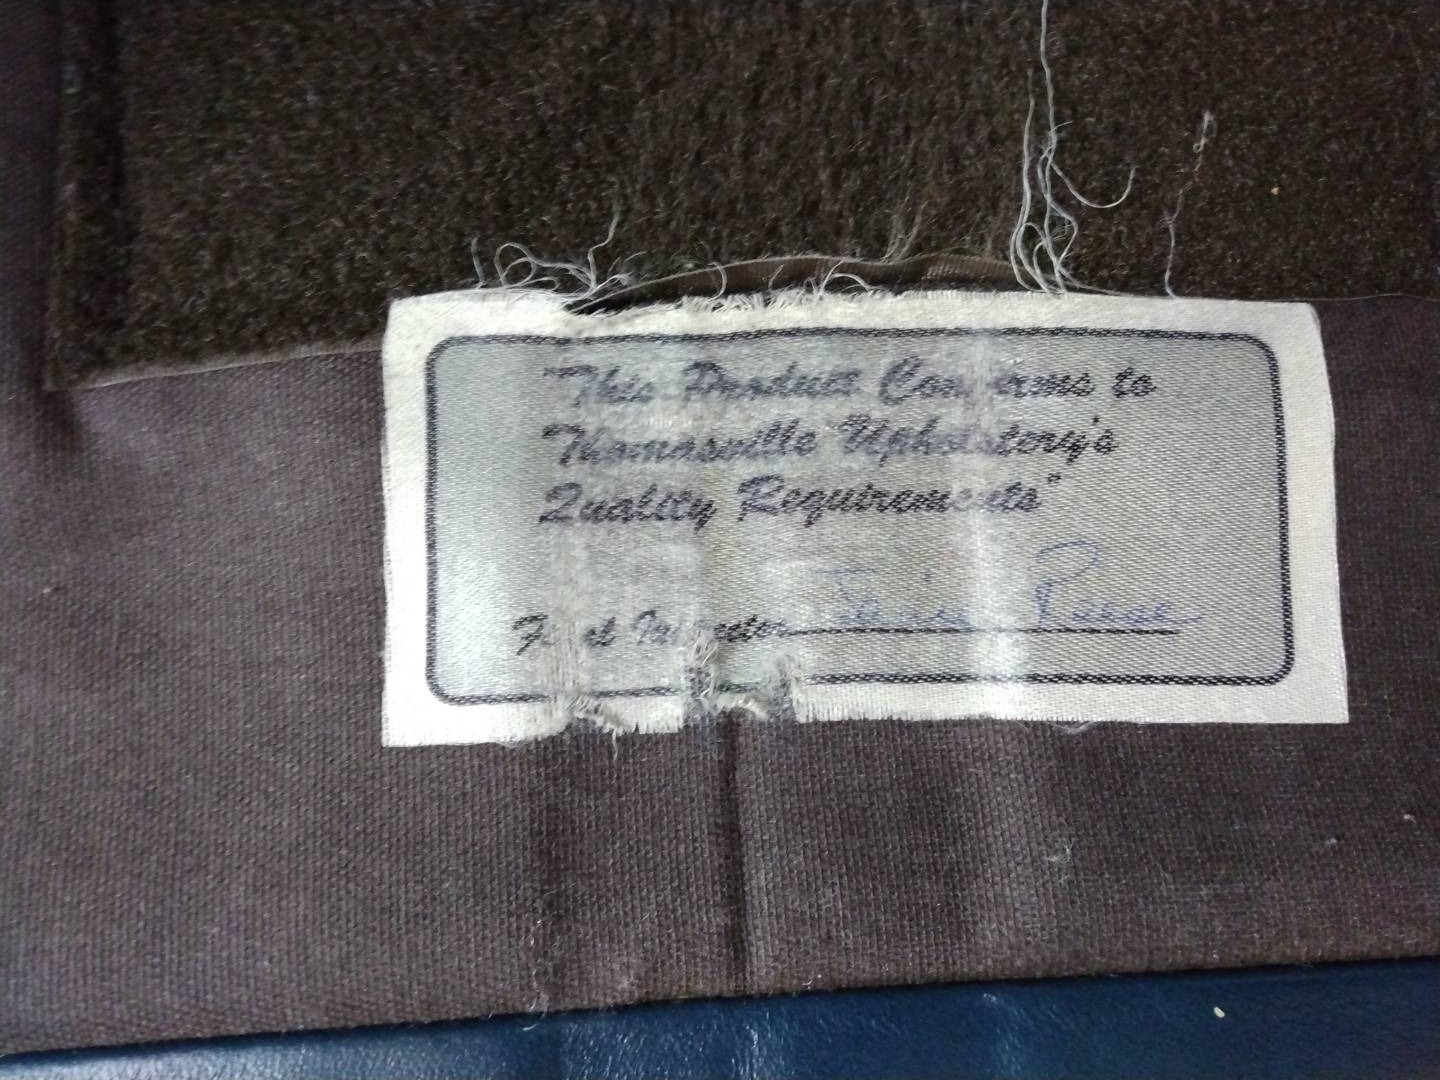 "This Product Conforms to
Thomasville Upholstery's
Quality Requirements"
Final Inspector